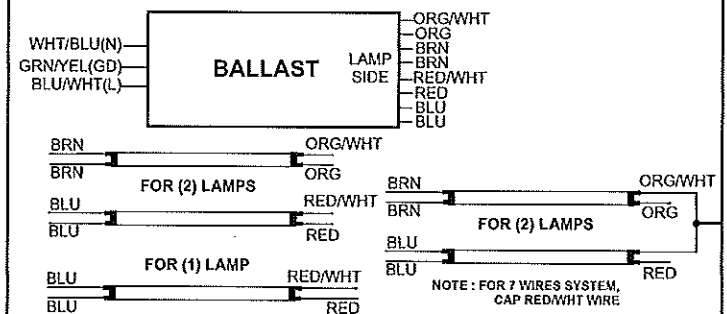 WHT/BLU(N)
GRN/YEL(GD)
BLU/WHT(L)
BALLAST
LAMP
SIDE
ORG/WHT
ORG
BRN
BRN
RED/WHT
RED
BLU
BLU
BRN
ORG/WHT
BRN
ORG
FOR (2) LAMPS
BLU
RED/WHT
BLU
RED
FOR (1) LAMP
BLU
RED/WHT
BLU
RED
BRN
ORG/WHT
BRN
ORG
FOR (2) LAMPS
BLU
BLU
RED
NOTE : FOR 7 WIRES SYSTEM,
CAP RED/WHT WIRE